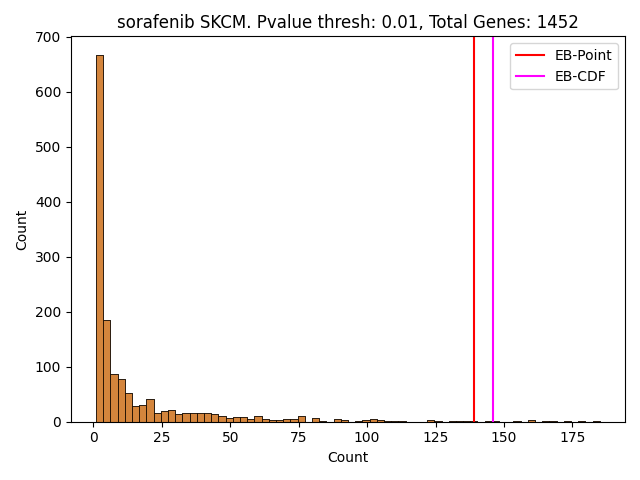 sorafenib SKCM. Pvalue thresh: 0.01, Total Genes: 1452
700
600
500
400
300
200
100
0
Count
EB-Point
EB-CDF
0 25 50 75 100 125 150 175
Count